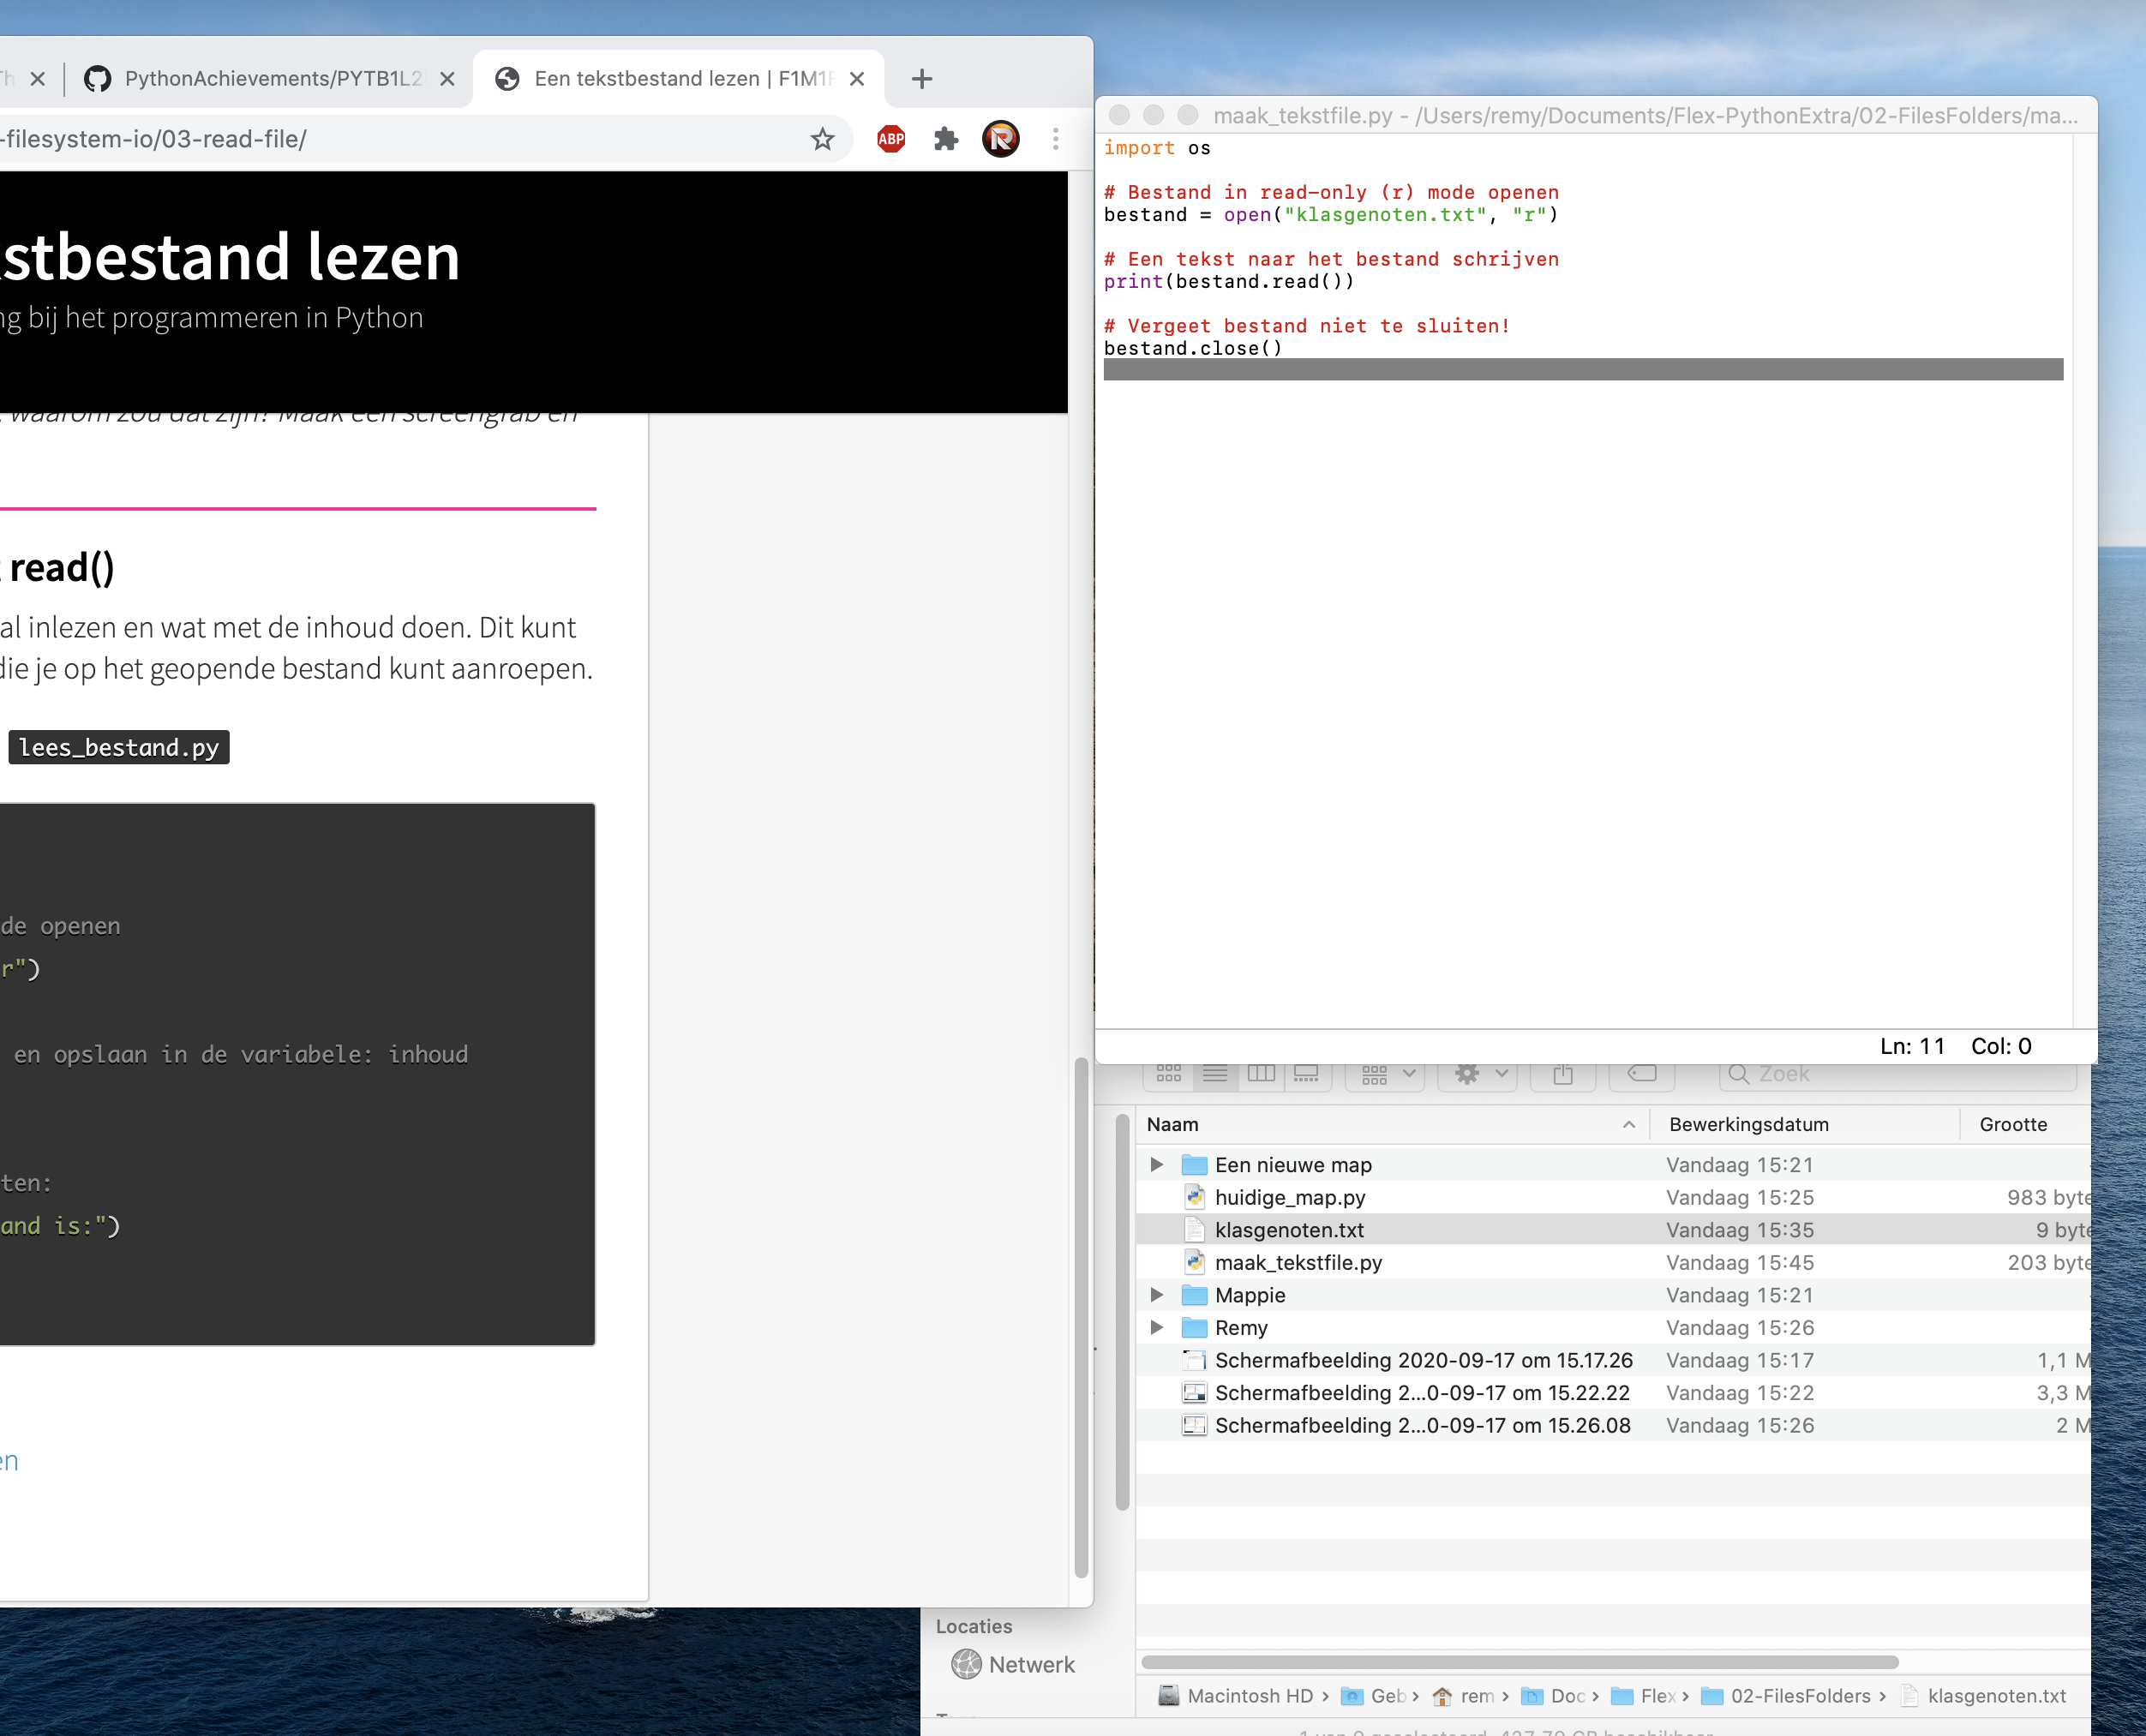 Th
PythonAchievements/PYTB1L2
Een tekstbestand lezen | F1M1P
-filesystem-io/03-read-file/
ABP
R
stbestand lezen
ng bij het programmeren in Python
waarom zou dat zijn? Maak een screengrab en
read()
al inlezen en wat met de inhoud doen. Dit kunt
die je op het geopende bestand kunt aanroepen.
lees_bestand.py
de openen
r")
en opslaan in de variabele: inhoud
ten:
and is:")
en
maak_tekstfile.py - /Users/remy/Documents/Flex-PythonExtra/02-FilesFolders/ma...
import os
# Bestand in read-only (r) mode openen
bestand = open("klasgenoten.txt", "r")
# Een tekst naar het bestand schrijven
print(bestand.read())
# Vergeet bestand niet te sluiten!
bestand.close()
Ln: 11 Col: 0
Zoek
Naam Bewerkingsdatum Grootte
Een nieuwe map Vandaag 15:21
huidige_map.py Vandaag 15:25 983 byte
klasgenoten.txt Vandaag 15:35 9 byte
maak_tekstfile.py Vandaag 15:45 203 byte
Mappie Vandaag 15:21
Remy Vandaag 15:26
Schermafbeelding 2020-09-17 om 15.17.26 Vandaag 15:17 1,1 M
Schermafbeelding 2...0-09-17 om 15.22.22 Vandaag 15:22 3,3 M
Schermafbeelding 2...0-09-17 om 15.26.08 Vandaag 15:26 2 M
Locaties
Netwerk
Macintosh HD › Geb › rem › Doc › Flex › 02-FilesFolders › klasgenoten.txt